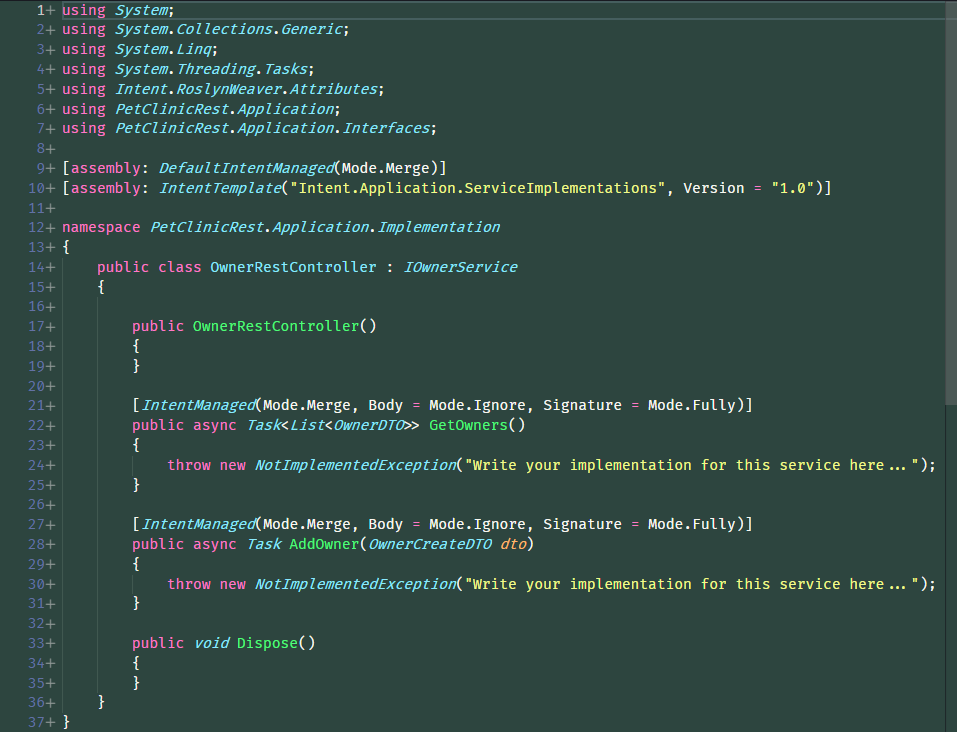 1+ using System;
2+ using System.Collections.Generic;
3+ using System.Linq;
4+ using System.Threading.Tasks;
5+ using Intent.RoslynWeaver.Attributes;
6+ using PetClinicRest.Application;
7+ using PetClinicRest.Application.Interfaces;
8+
9+ [assembly: DefaultIntentManaged(Mode.Merge)]
10+ [assembly: IntentTemplate("Intent.Application.ServiceImplementations", Version = "1.0")]
11+
12+ namespace PetClinicRest.Application.Implementation
13+ {
14+     public class OwnerRestController : IOwnerService
15+     {
16+
17+         public OwnerRestController()
18+         {
19+         }
20+
21+         [IntentManaged(Mode.Merge, Body = Mode.Ignore, Signature = Mode.Fully)]
22+         public async Task<List<OwnerDTO>> GetOwners()
23+         {
24+             throw new NotImplementedException("Write your implementation for this service here...");
25+         }
26+
27+         [IntentManaged(Mode.Merge, Body = Mode.Ignore, Signature = Mode.Fully)]
28+         public async Task AddOwner(OwnerCreateDTO dto)
29+         {
30+             throw new NotImplementedException("Write your implementation for this service here...");
31+         }
32+
33+         public void Dispose()
34+         {
35+         }
36+     }
37+ }